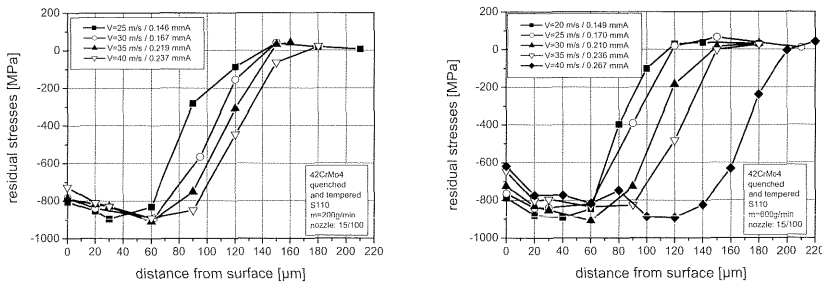 200
0
-200
-400
-600
-800
-1000
residual stresses [MPa]
V=25 m/s / 0.146 mmA
V=30 m/s / 0.167 mmA
V=35 m/s / 0.219 mmA
V=40 m/s / 0.237 mmA
42CrMo4
quenched
and tempered
S110
m=200g/min
nozzle: 15/100
0 20 40 60 80 100 120 140 160 180 200 220
distance from surface [µm]
200
0
-200
-400
-600
-800
-1000
residual stresses [MPa]
V=20 m/s / 0.149 mmA
V=25 m/s / 0.170 mmA
V=30 m/s / 0.210 mmA
V=35 m/s / 0.236 mmA
V=40 m/s / 0.267 mmA
42CrMo4
quenched
and tempered
S110
m=600g/min
nozzle: 15/100
0 20 40 60 80 100 120 140 160 180 200 220
distance from surface [µm]